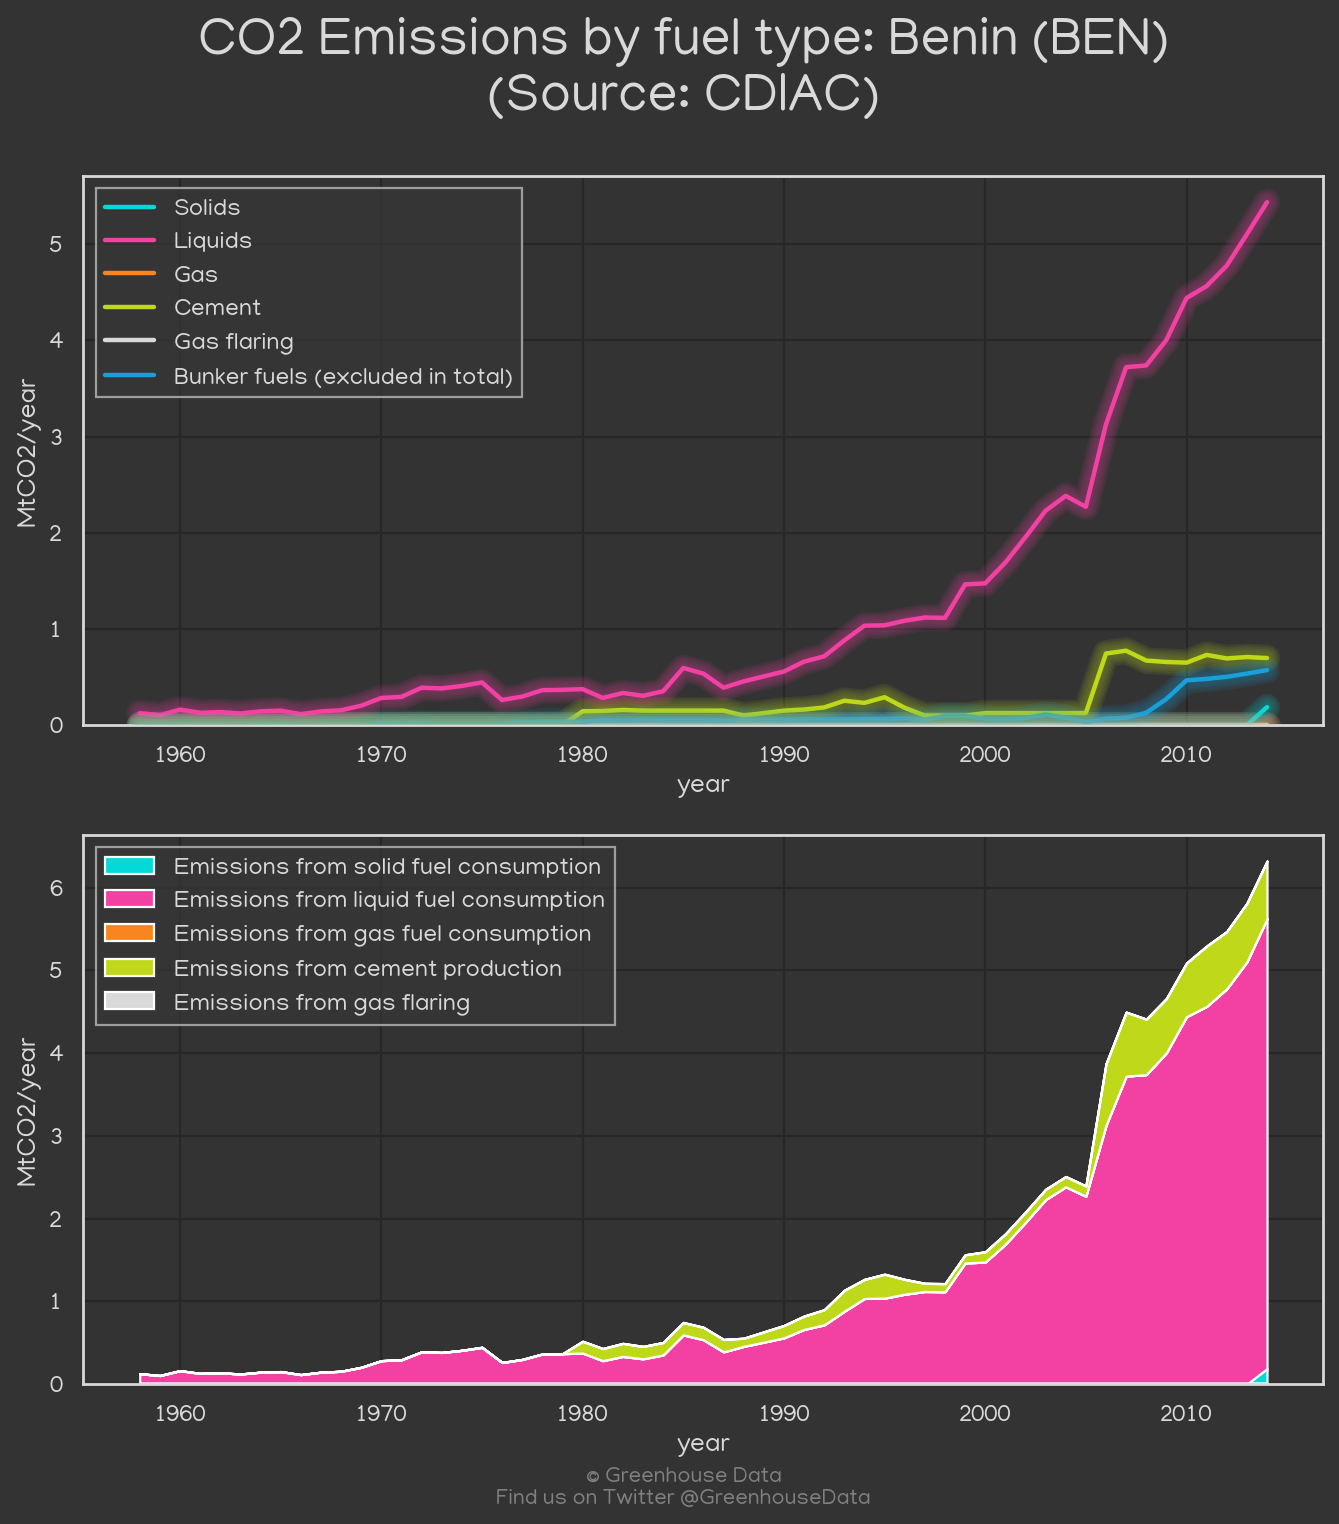 CO2 Emissions by fuel type: Benin (BEN)
(Source: CDIAC)
Solids
Liquids
Gas
Cement
Gas flaring
Bunker fuels (excluded in total)
MtCO2/year
5
4
3
2
1
0
1960 1970 1980 1990 2000 2010
year
Emissions from solid fuel consumption
Emissions from liquid fuel consumption
Emissions from gas fuel consumption
Emissions from cement production
Emissions from gas flaring
MtCO2/year
6
5
4
3
2
1
0
1960 1970 1980 1990 2000 2010
year
© Greenhouse Data
Find us on Twitter @GreenhouseData